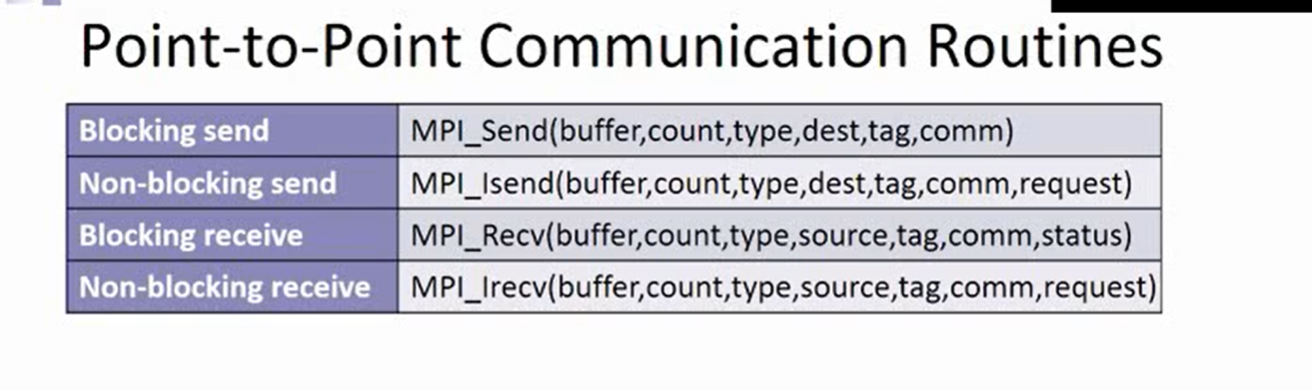 Point-to-Point Communication Routines
Blocking send MPI_Send(buffer,count,type,dest,tag,comm)
Non-blocking send MPI_Isend(buffer,count,type,dest,tag,comm,request)
Blocking receive MPI_Recv(buffer,count,type,source,tag,comm,status)
Non-blocking receive MPI_Irecv(buffer,count,type,source,tag,comm,request)